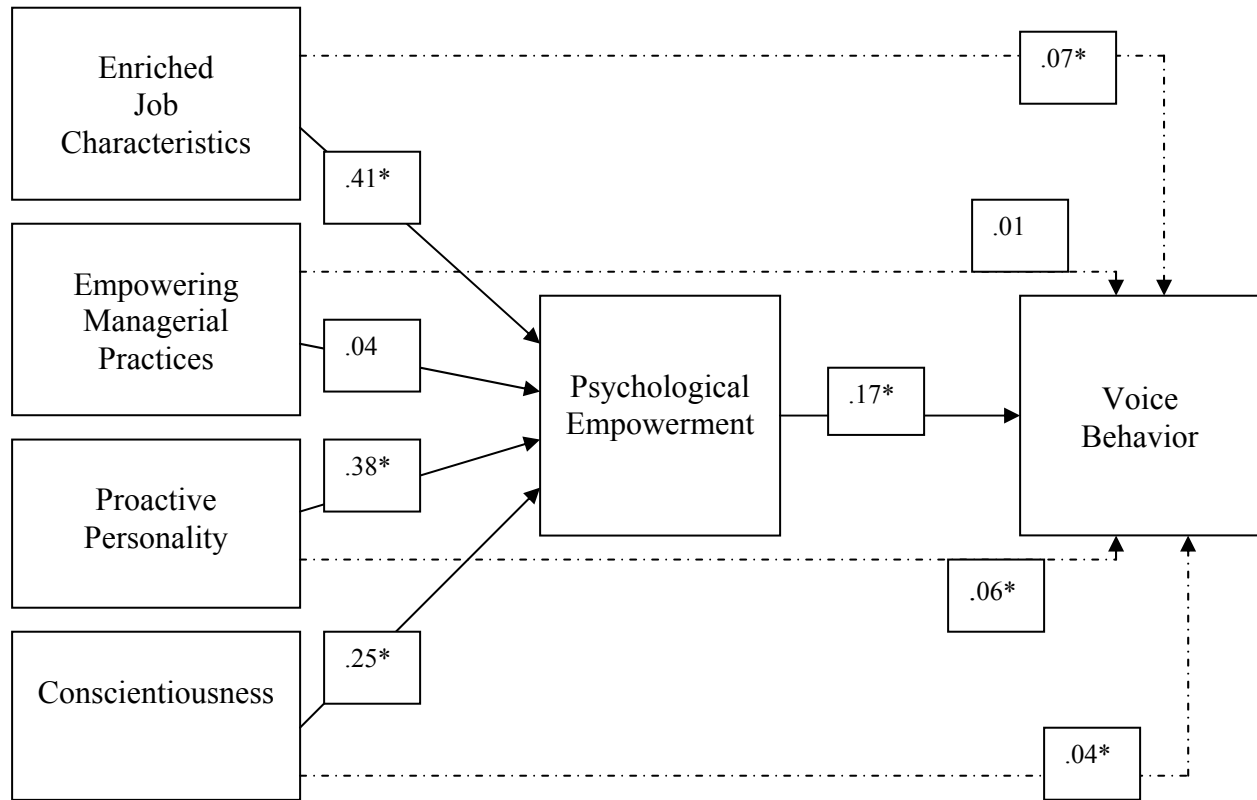 Enriched
Job
Characteristics
.07*
.41*
.01
Empowering
Managerial
Practices
.04
Psychological
Empowerment
.17*
Voice
Behavior
.38*
Proactive
Personality
.06*
.25*
Conscientiousness
.04*